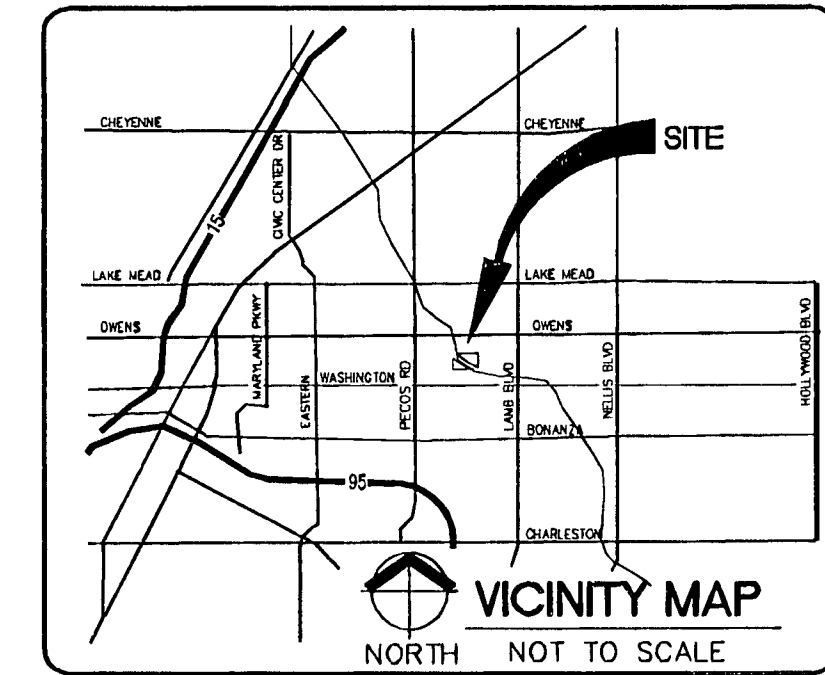 CHEYENNE
CHEYENNE
SITE
CIVIC CENTER DR
15
LAKE MEAD
LAKE MEAD
OWENS
OWENS
MARYLAND PKWY
HOLLYWOOD BLVD
WASHINGTON
EASTERN
PECOS RD
LAMB BLVD
NELLIS BLVD
BONANZA
95
CHARLESTON
VICINITY MAP
NORTH
NOT TO SCALE